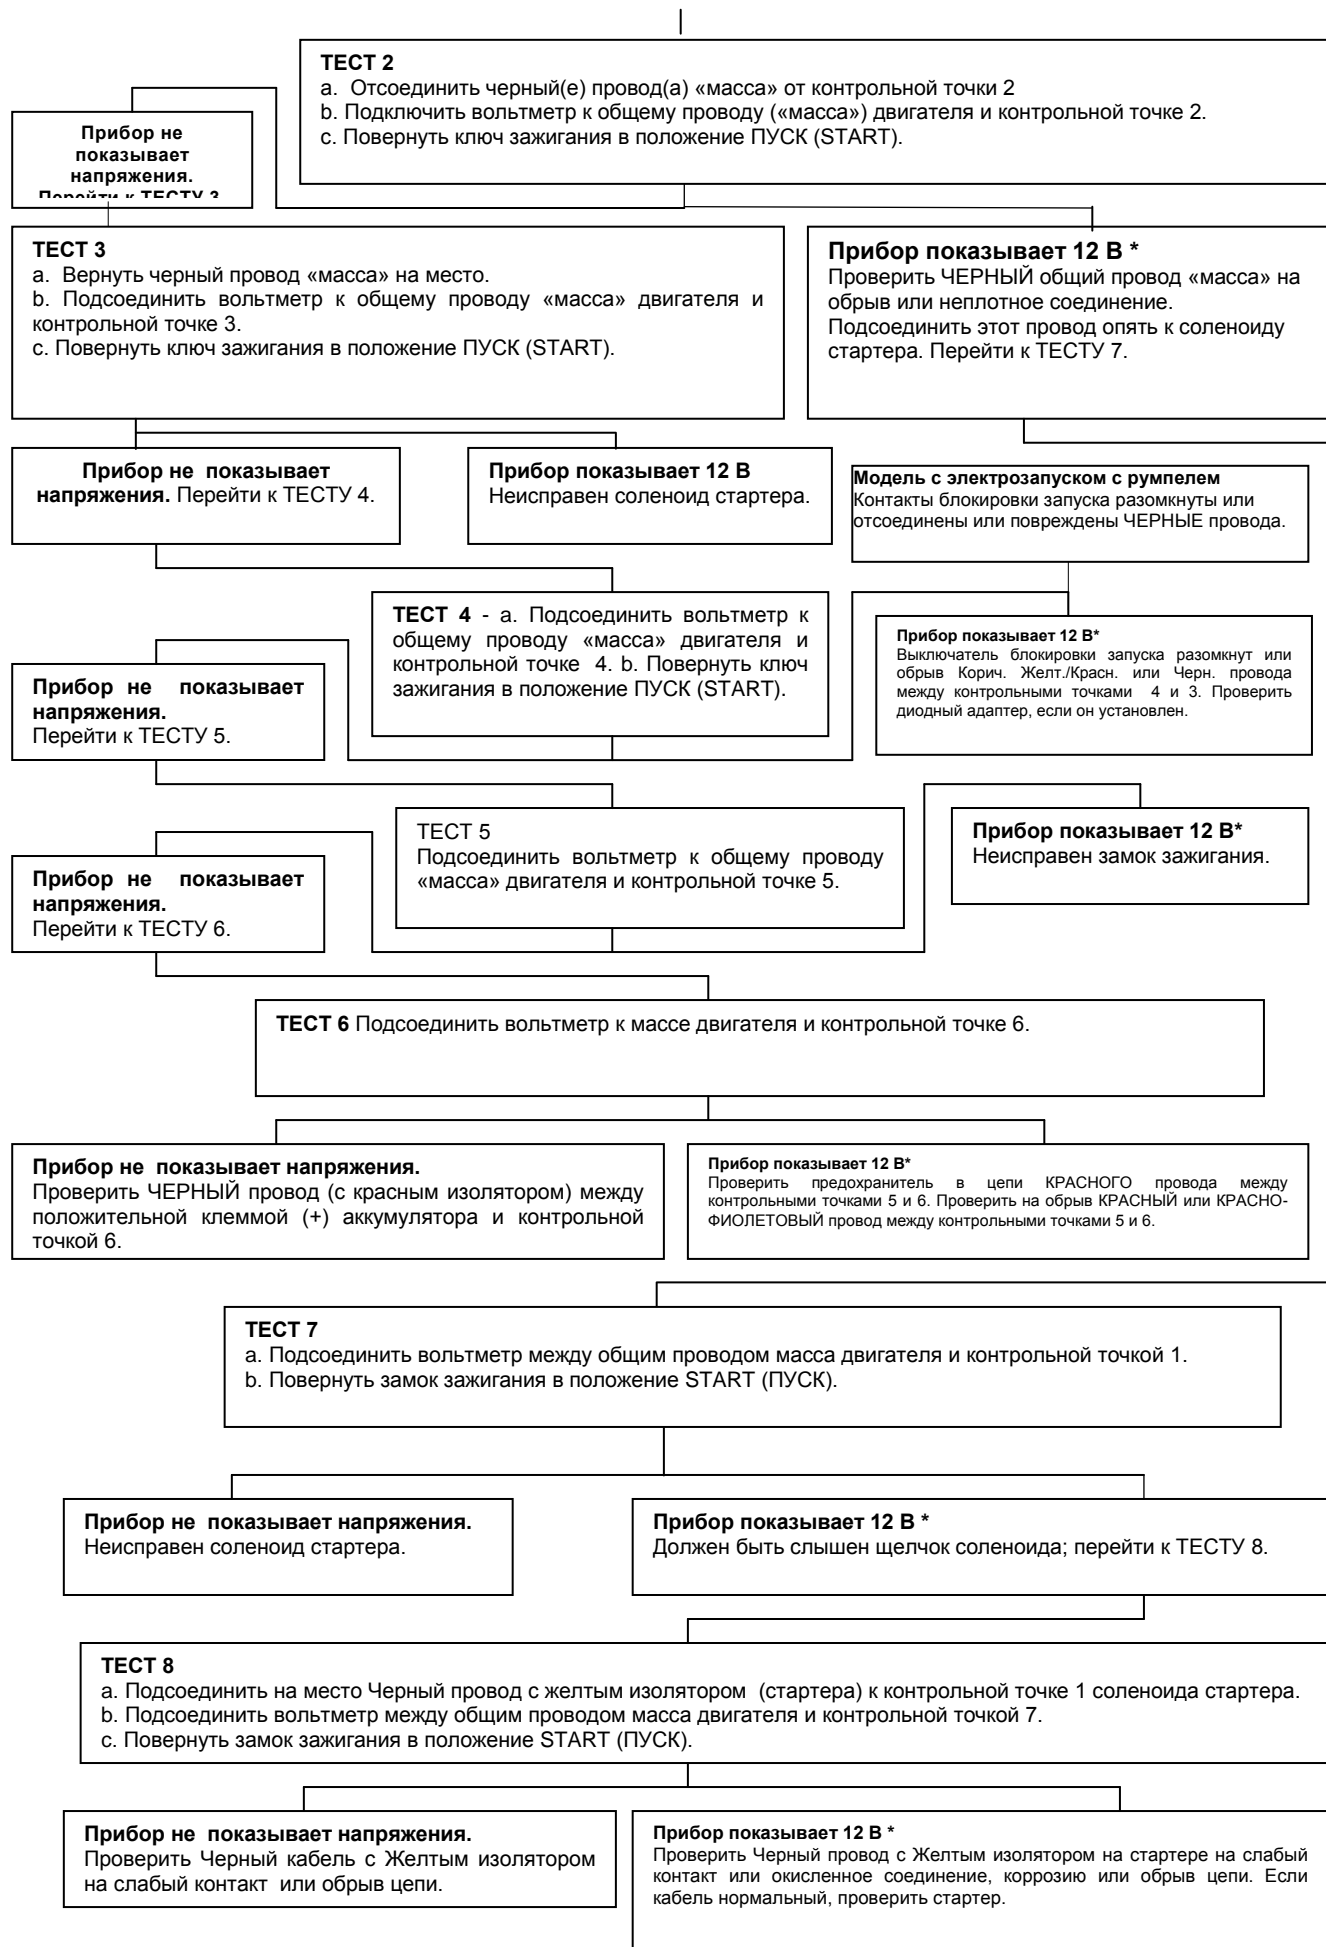 ТЕСТ 2
a. Отсоединить черный(е) провод(а) «масса» от контрольной точки 2
b. Подключить вольтметр к общему проводу («масса») двигателя и контрольной точке 2.
c. Повернуть ключ зажигания в положение ПУСК (START).
Прибор не
показывает
напряжения.
Перейти к ТЕСТУ 3
ТЕСТ 3
a. Вернуть черный провод «масса» на место.
b. Подсоединить вольтметр к общему проводу «масса» двигателя и
контрольной точке 3.
c. Повернуть ключ зажигания в положение ПУСК (START).
Прибор показывает 12 В *
Проверить ЧЕРНЫЙ общий провод «масса» на
обрыв или неплотное соединение.
Подсоединить этот провод опять к соленоиду
стартера. Перейти к ТЕСТУ 7.
Прибор не показывает
напряжения. Перейти к ТЕСТУ 4.
Прибор показывает 12 В
Неисправен соленоид стартера.
Модель с электрозапуском с румпелем
Контакты блокировки запуска разомкнуты или
отсоединены или повреждены ЧЕРНЫЕ провода.
ТЕСТ 4 - a. Подсоединить вольтметр к
общему проводу «масса» двигателя и
контрольной точке 4. b. Повернуть ключ
зажигания в положение ПУСК (START).
Прибор показывает 12 В*
Выключатель блокировки запуска разомкнут или
обрыв Корич. Желт./Красн. или Черн. провода
между контрольными точками 4 и 3. Проверить
диодный адаптер, если он установлен.
Прибор не показывает
напряжения.
Перейти к ТЕСТУ 5.
ТЕСТ 5
Подсоединить вольтметр к общему проводу
«масса» двигателя и контрольной точке 5.
Прибор показывает 12 В*
Неисправен замок зажигания.
Прибор не показывает
напряжения.
Перейти к ТЕСТУ 6.
ТЕСТ 6 Подсоединить вольтметр к массе двигателя и контрольной точке 6.
Прибор не показывает напряжения.
Проверить ЧЕРНЫЙ провод (с красным изолятором) между
положительной клеммой (+) аккумулятора и контрольной
точкой 6.
Прибор показывает 12 В*
Проверить предохранитель в цепи КРАСНОГО провода между
контрольными точками 5 и 6. Проверить на обрыв КРАСНЫЙ или КРАСНО-
ФИОЛЕТОВЫЙ провод между контрольными точками 5 и 6.
ТЕСТ 7
a. Подсоединить вольтметр между общим проводом масса двигателя и контрольной точкой 1.
b. Повернуть замок зажигания в положение START (ПУСК).
Прибор не показывает напряжения.
Неисправен соленоид стартера.
Прибор показывает 12 В *
Должен быть слышен щелчок соленоида; перейти к ТЕСТУ 8.
ТЕСТ 8
a. Подсоединить на место Черный провод с желтым изолятором (стартера) к контрольной точке 1 соленоида стартера.
b. Подсоединить вольтметр между общим проводом масса двигателя и контрольной точкой 7.
c. Повернуть замок зажигания в положение START (ПУСК).
Прибор не показывает напряжения.
Проверить Черный кабель с Желтым изолятором
на слабый контакт или обрыв цепи.
Прибор показывает 12 В *
Проверить Черный провод с Желтым изолятором на стартере на слабый
контакт или окисленное соединение, коррозию или обрыв цепи. Если
кабель нормальный, проверить стартер.